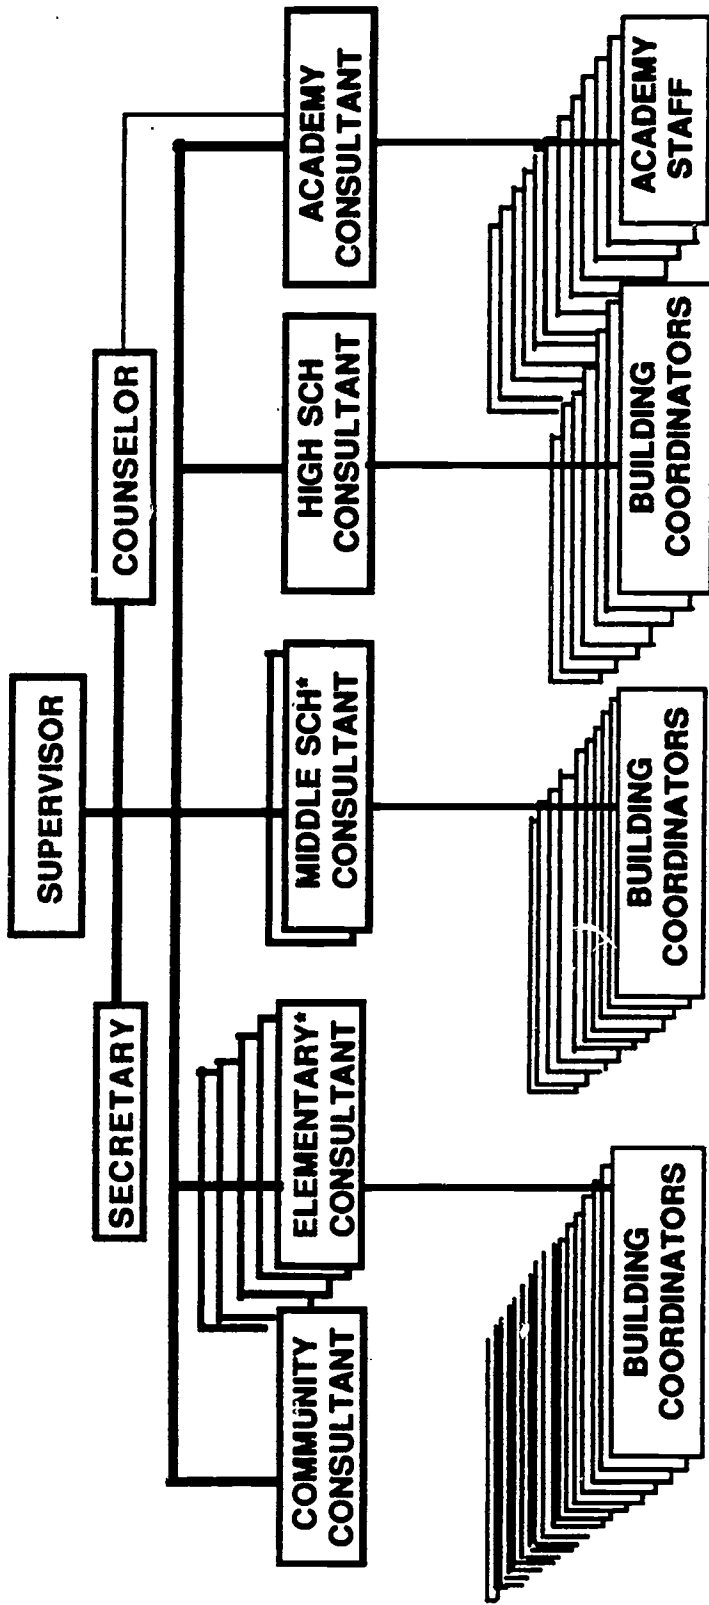 SUPERVISOR
SECRETARY
COUNSELOR
COMMUNITY
CONSULTANT
ELEMENTARY*
CONSULTANT
MIDDLE SCH*
CONSULTANT
HIGH SCH
CONSULTANT
ACADEMY
CONSULTANT
BUILDING
COORDINATORS
BUILDING
COORDINATORS
BUILDING
COORDINATORS
ACADEMY
STAFF